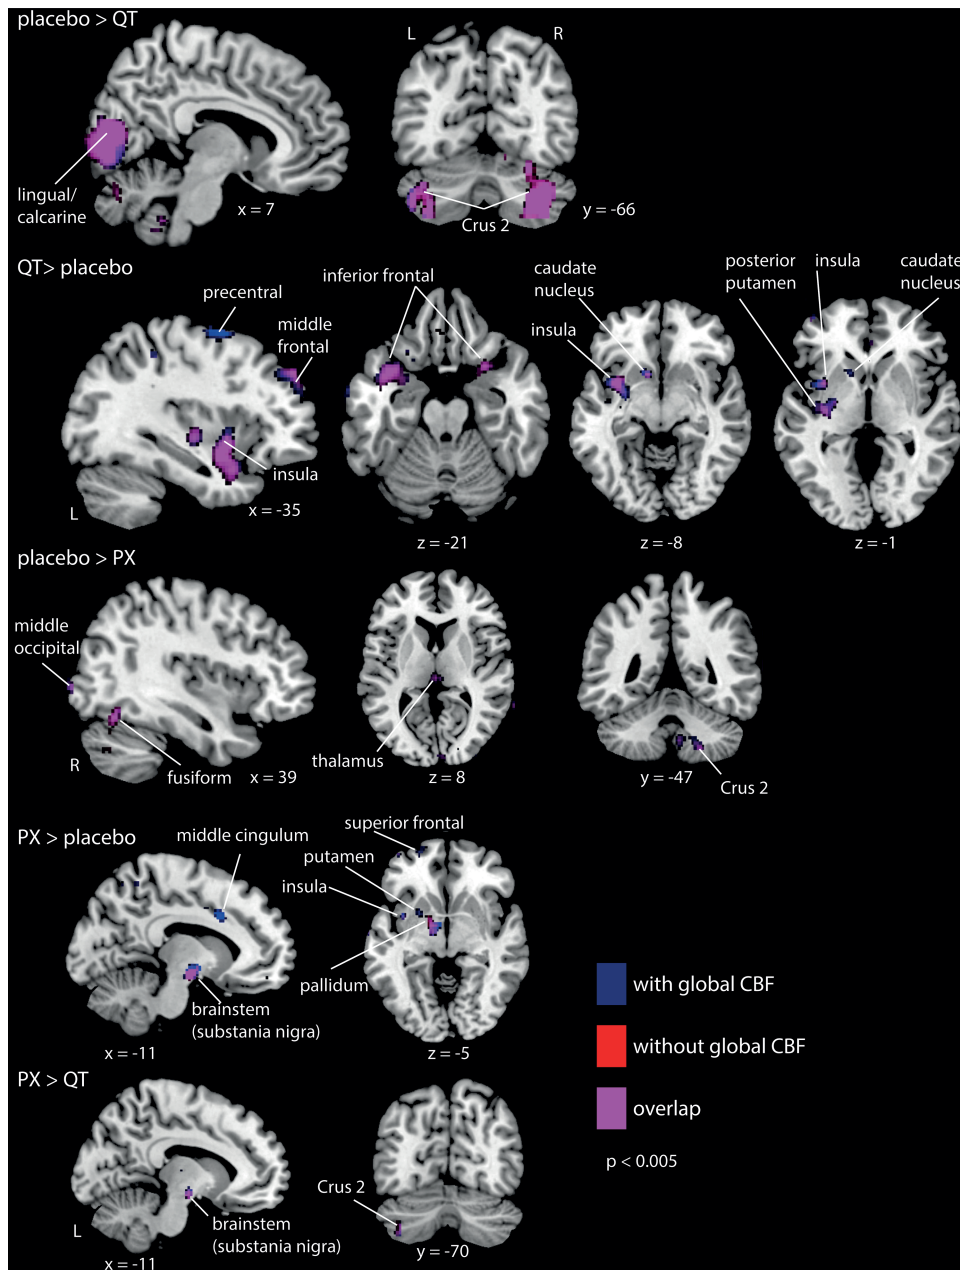 placebo > QT
L
R
lingual/
calcarine
x = 7
Crus 2
y = -66
QT> placebo
precentral
middle
frontal
inferior frontal
caudate
nucleus
insula
posterior
putamen
insula
caudate
nucleus
insula
L
x = -35
z = -21
z = -8
z = -1
placebo > PX
middle
occipital
R
fusiform
x = 39
thalamus
z = 8
y = -47
Crus 2
PX > placebo
middle cingulum
superior frontal
putamen
insula
pallidum
brainstem
(substania nigra)
x = -11
z = -5
with global CBF
without global CBF
overlap
p < 0.005
PX > QT
L
brainstem
(substania nigra)
x = -11
Crus 2
y = -70